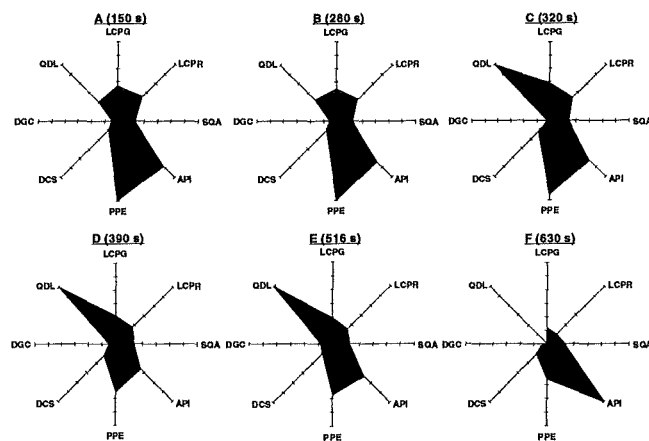 A (150 s)
LCPG
QDL
LCPR
DGC
SQA
DCS
API
PPE
B (280 s)
LCPG
QDL
LCPR
DGC
SQA
DCS
API
PPE
C (320 s)
LCPG
QDL
LCPR
DGC
SQA
DCS
API
PPE
D (390 s)
LCPG
QDL
LCPR
DGC
SQA
DCS
API
PPE
E (516 s)
LCPG
QDL
LCPR
DGC
SQA
DCS
API
PPE
F (630 s)
LCPG
QDL
LCPR
DGC
SQA
DCS
API
PPE